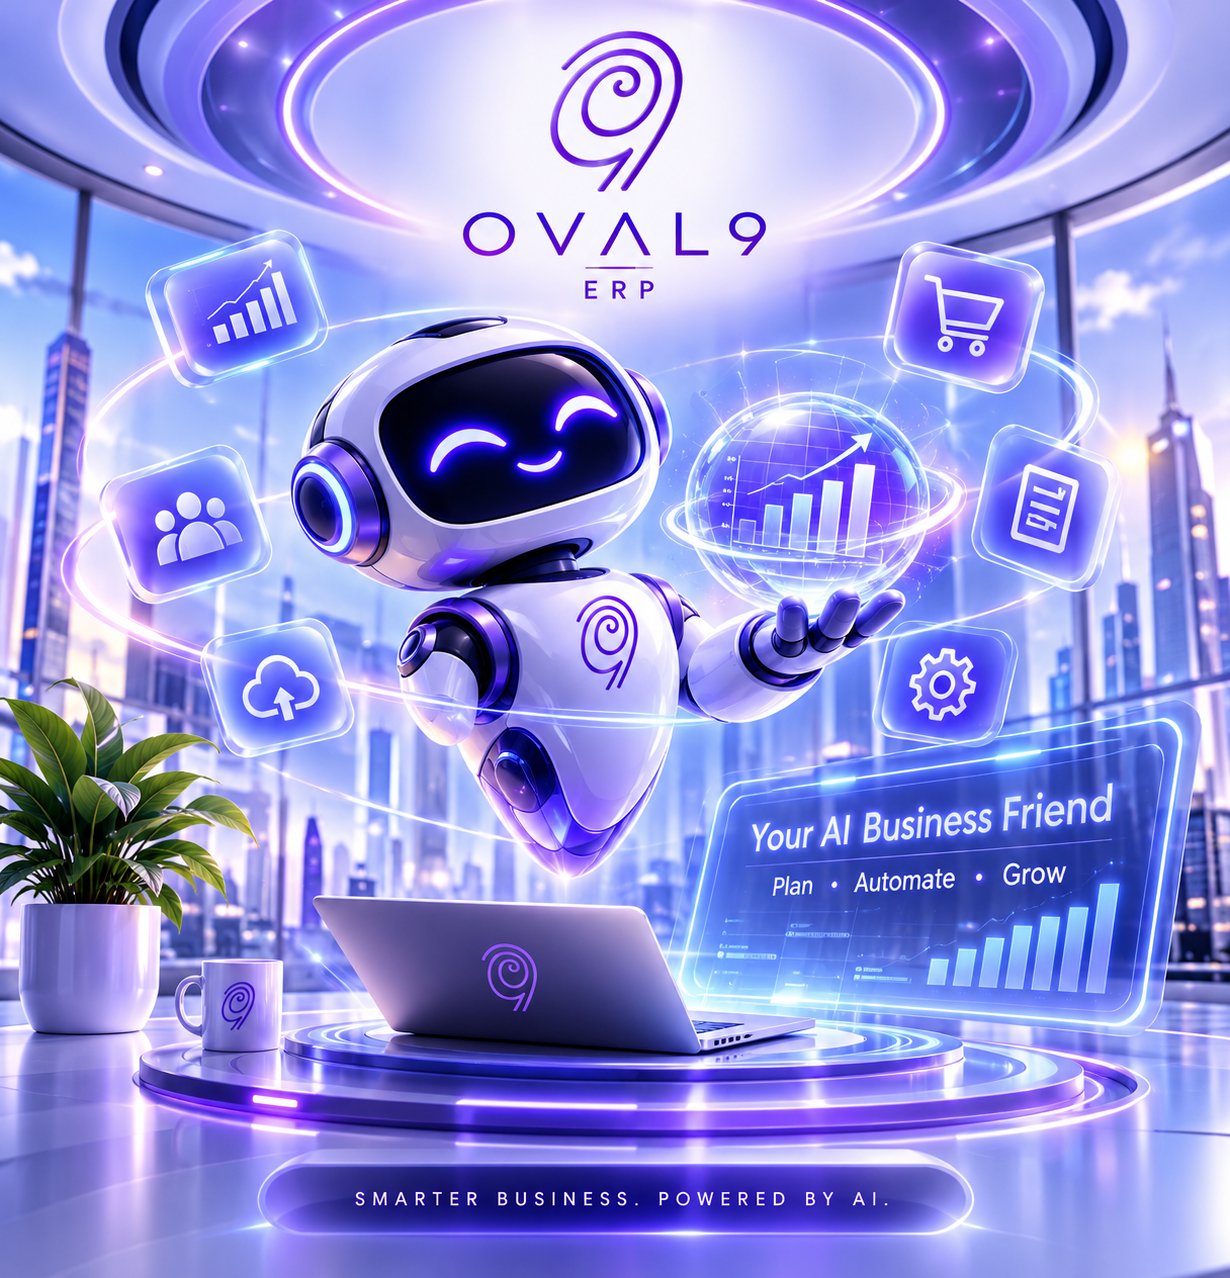 OVAL9
ERP
Your AI Business Friend
Plan • Automate • Grow
SMARTER BUSINESS. POWERED BY AI.